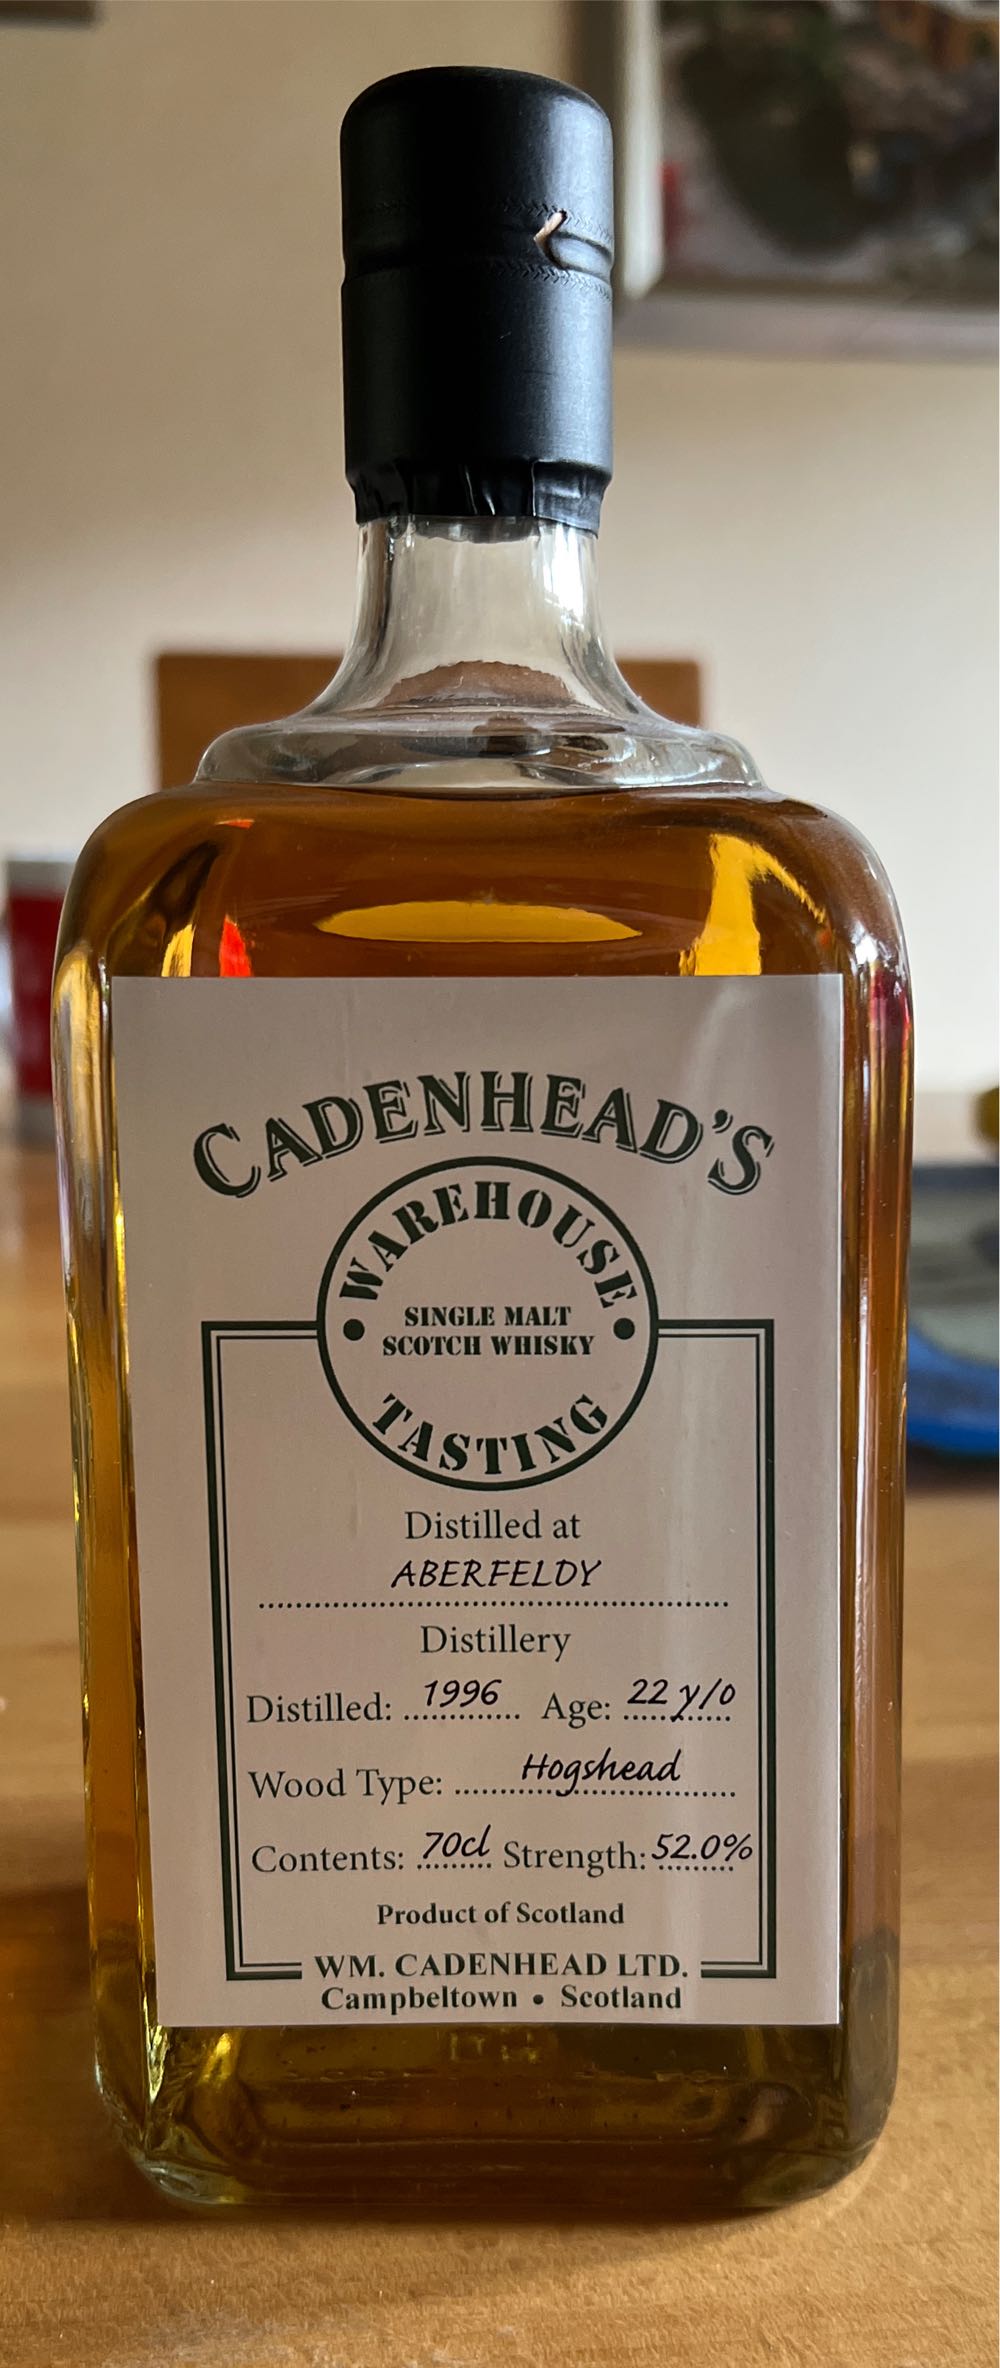 CADENHEAD'S
WAREHOUSE
SINGLE MALT
SCOTCH WHISKY
TASTING
Distilled at
ABERFELDY
Distillery
Distilled: 1996 Age: 22 y/o
Wood Type: Hogshead
Contents: 70cl Strength: 52.0%
Product of Scotland
WM. CADENHEAD LTD.
Campbeltown • Scotland